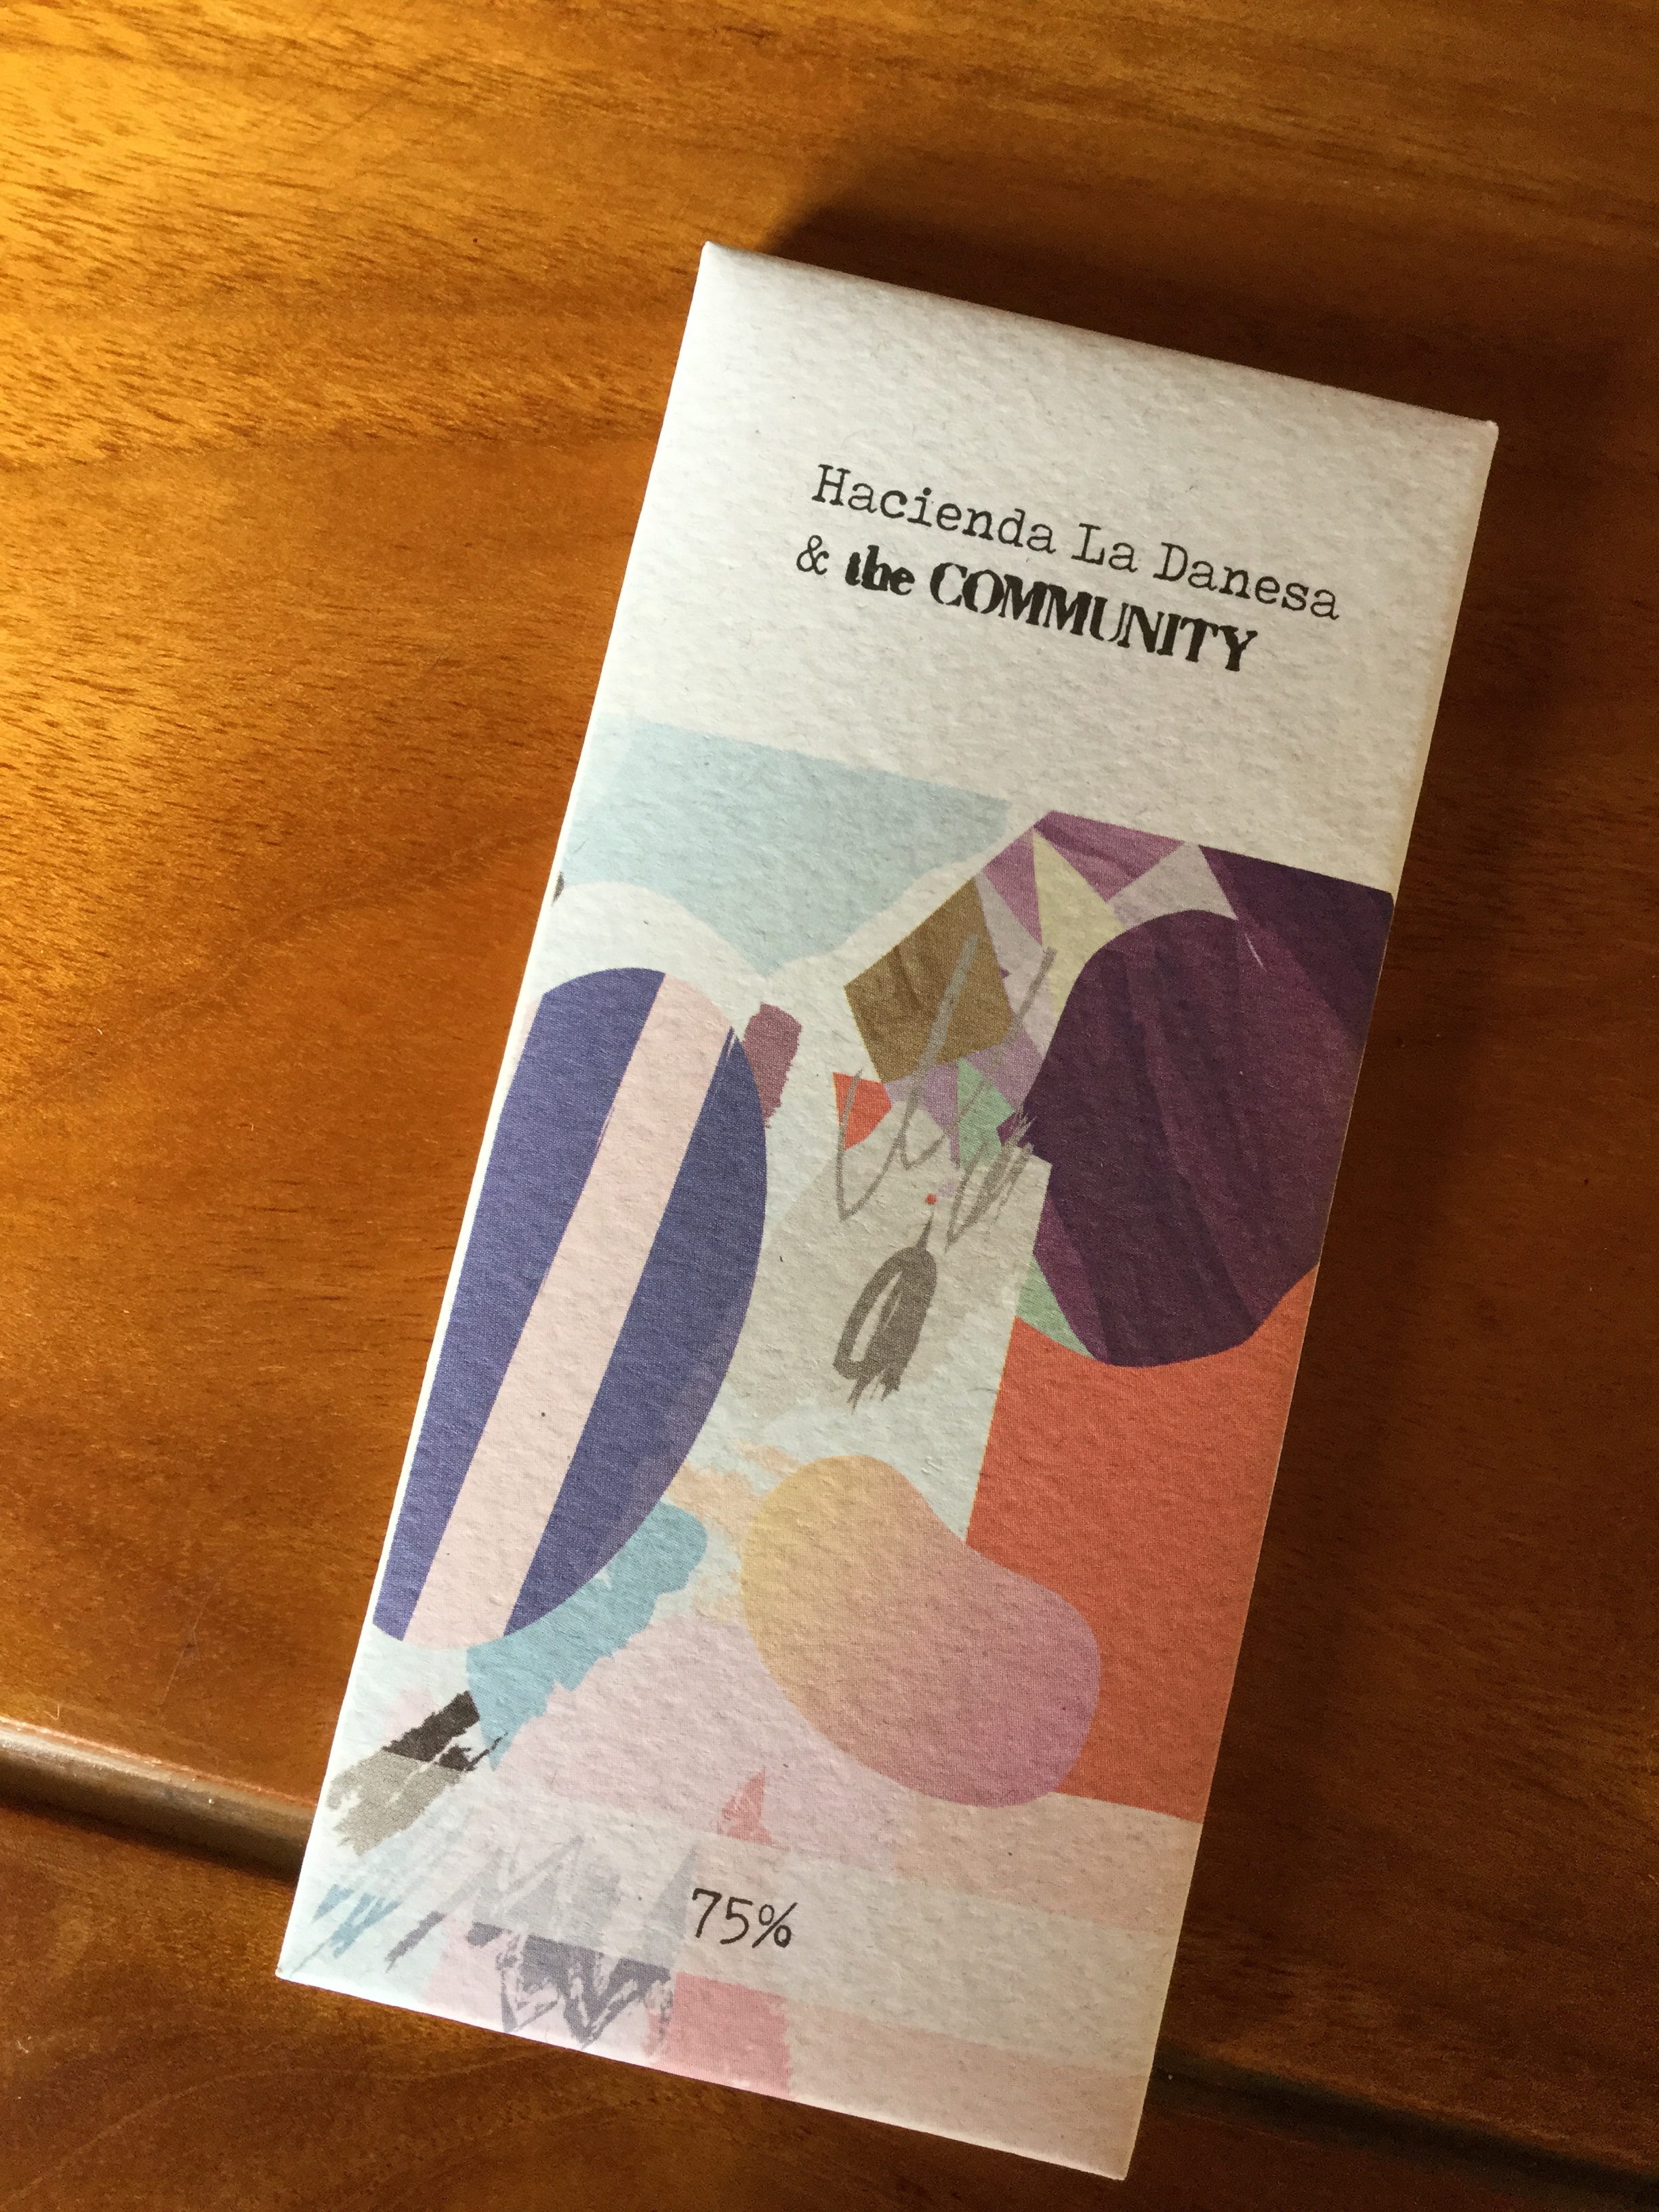 Hacienda La Danesa
& the COMMUNITY
75%